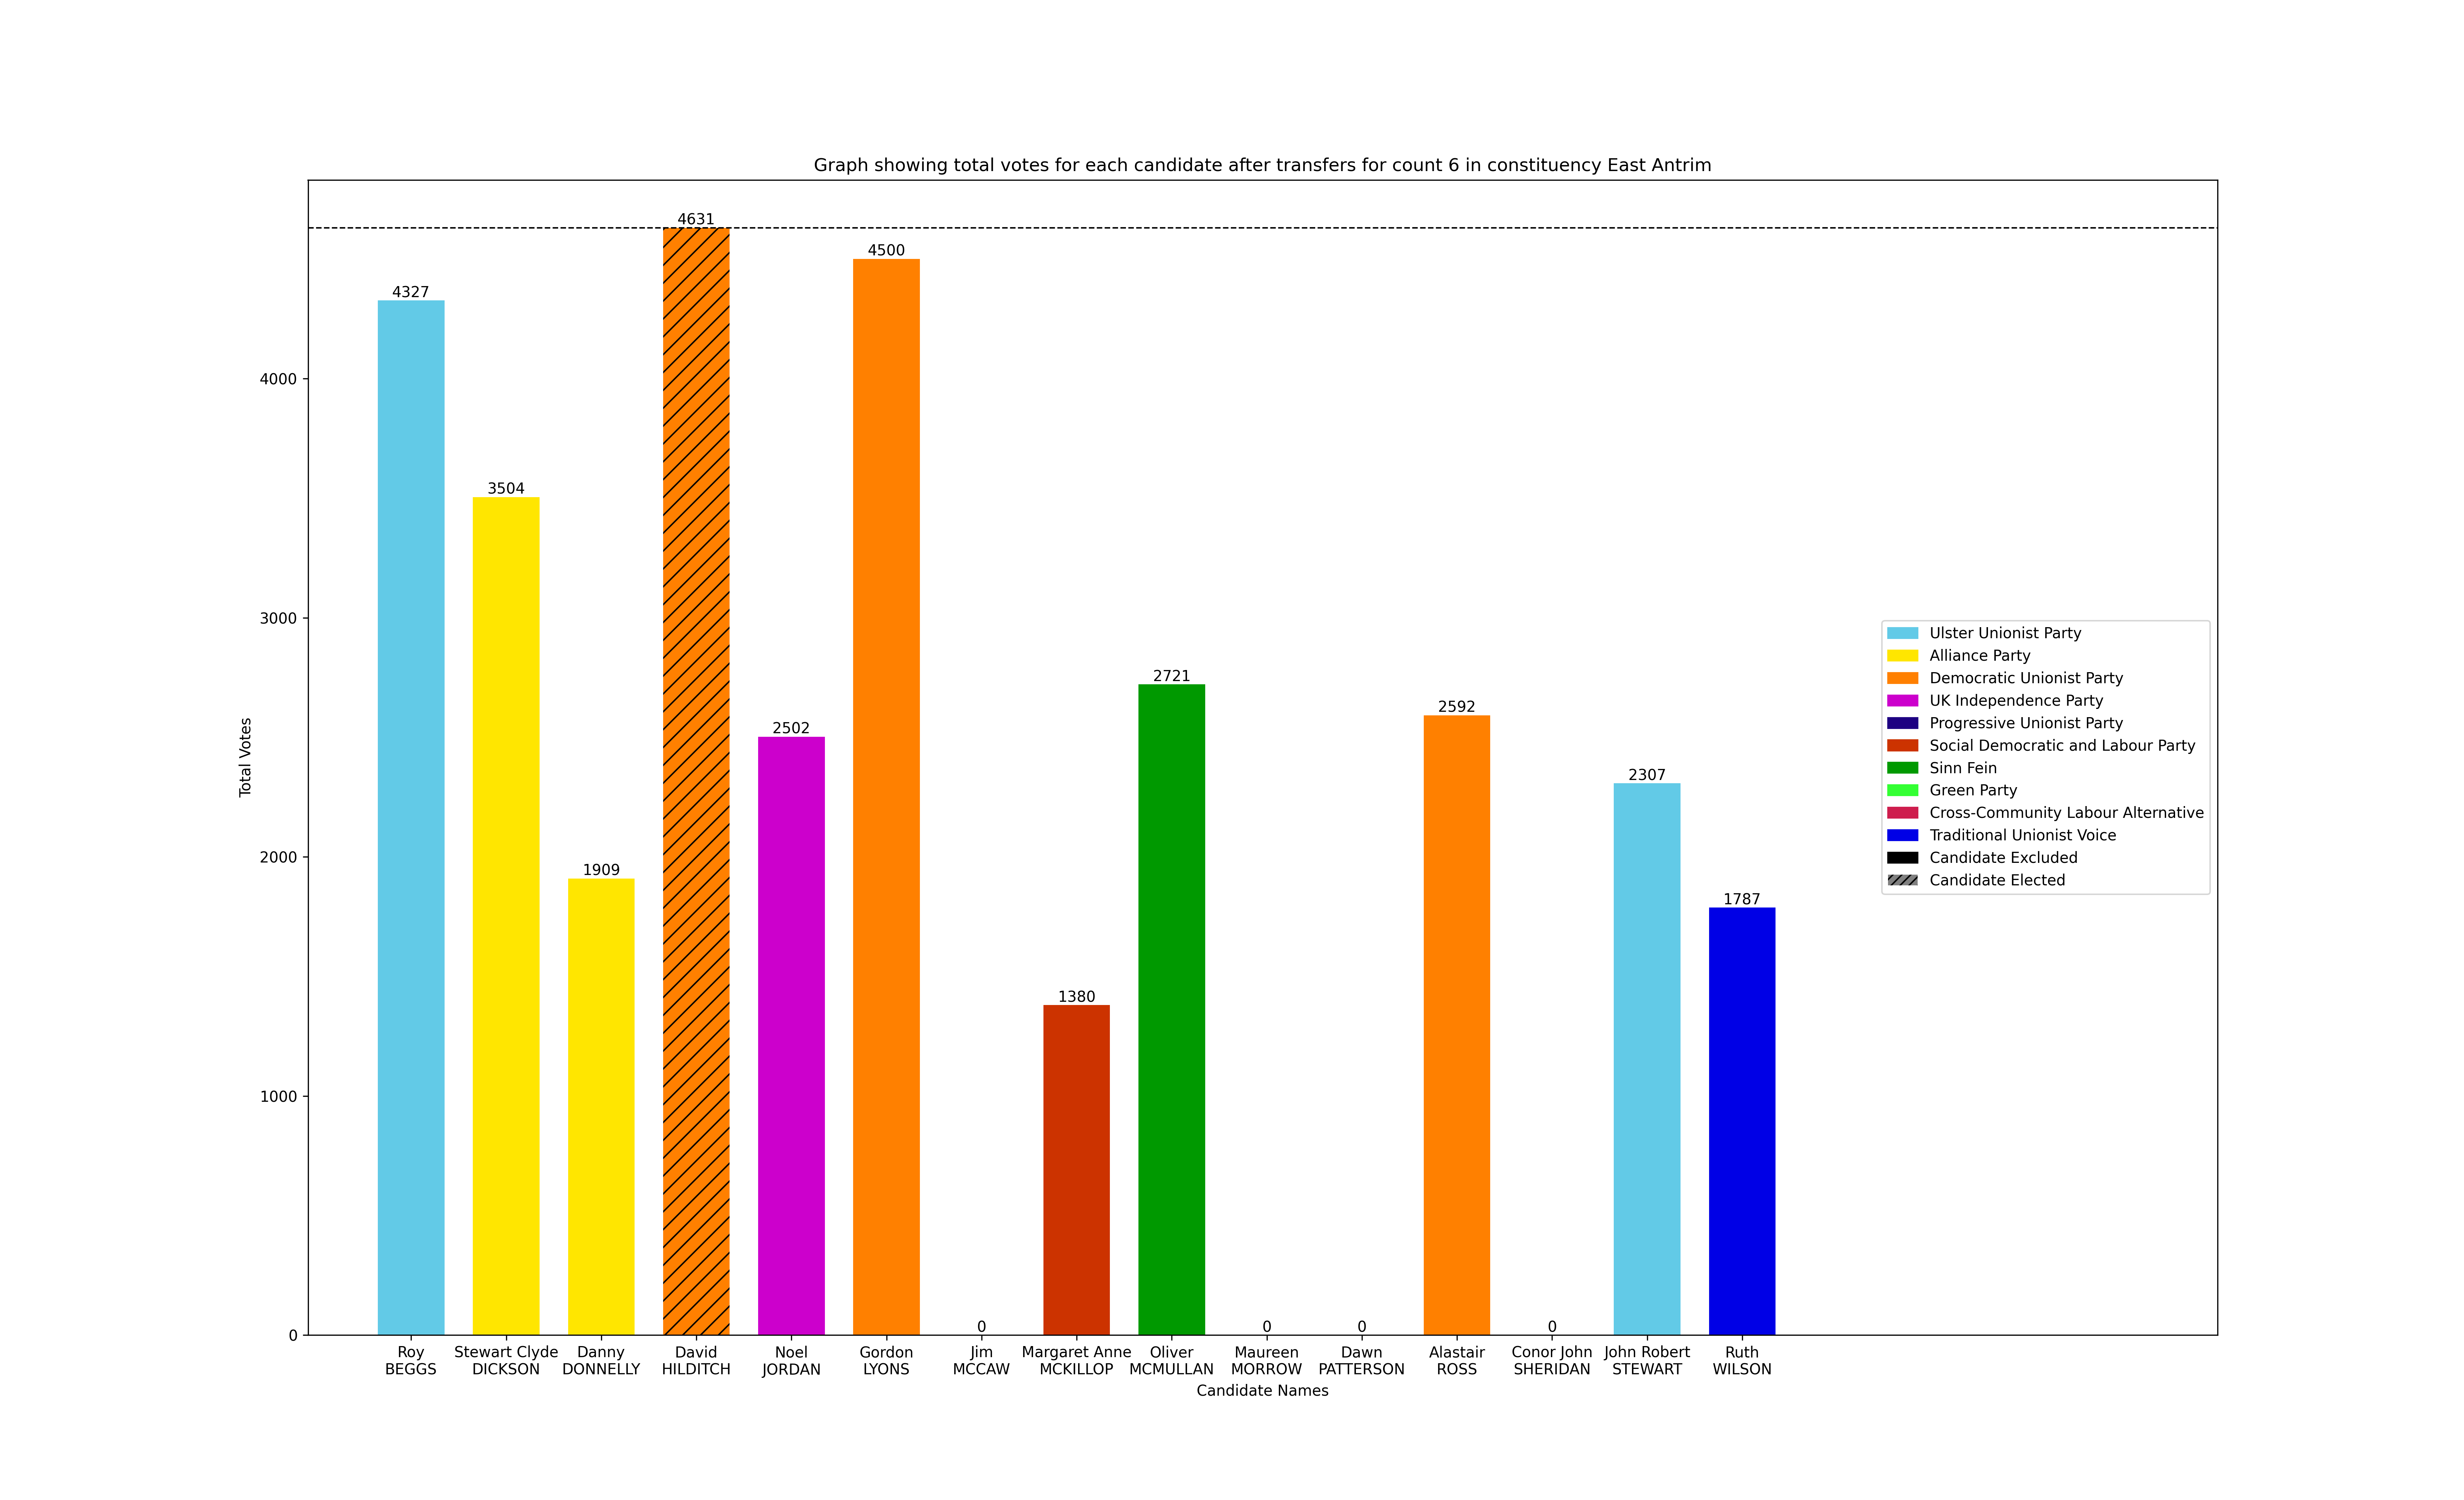 Graph showing total votes for each candidate after transfers for count 6 in constituency East Antrim
4631
4500
4327
4000
3504
3000
2721
2592
2502
2307
2000
1909
1787
1380
1000
0
0
0
0
0
Total Votes
Ulster Unionist Party
Alliance Party
Democratic Unionist Party
UK Independence Party
Progressive Unionist Party
Social Democratic and Labour Party
Sinn Fein
Green Party
Cross-Community Labour Alternative
Traditional Unionist Voice
Candidate Excluded
Candidate Elected
Roy
BEGGS
Stewart Clyde
DICKSON
Danny
DONNELLY
David
HILDITCH
Noel
JORDAN
Gordon
LYONS
Jim
MCCAW
Margaret Anne
MCKILLOP
Oliver
MCMULLAN
Maureen
MORROW
Dawn
PATTERSON
Alastair
ROSS
Conor John
SHERIDAN
John Robert
STEWART
Ruth
WILSON
Candidate Names